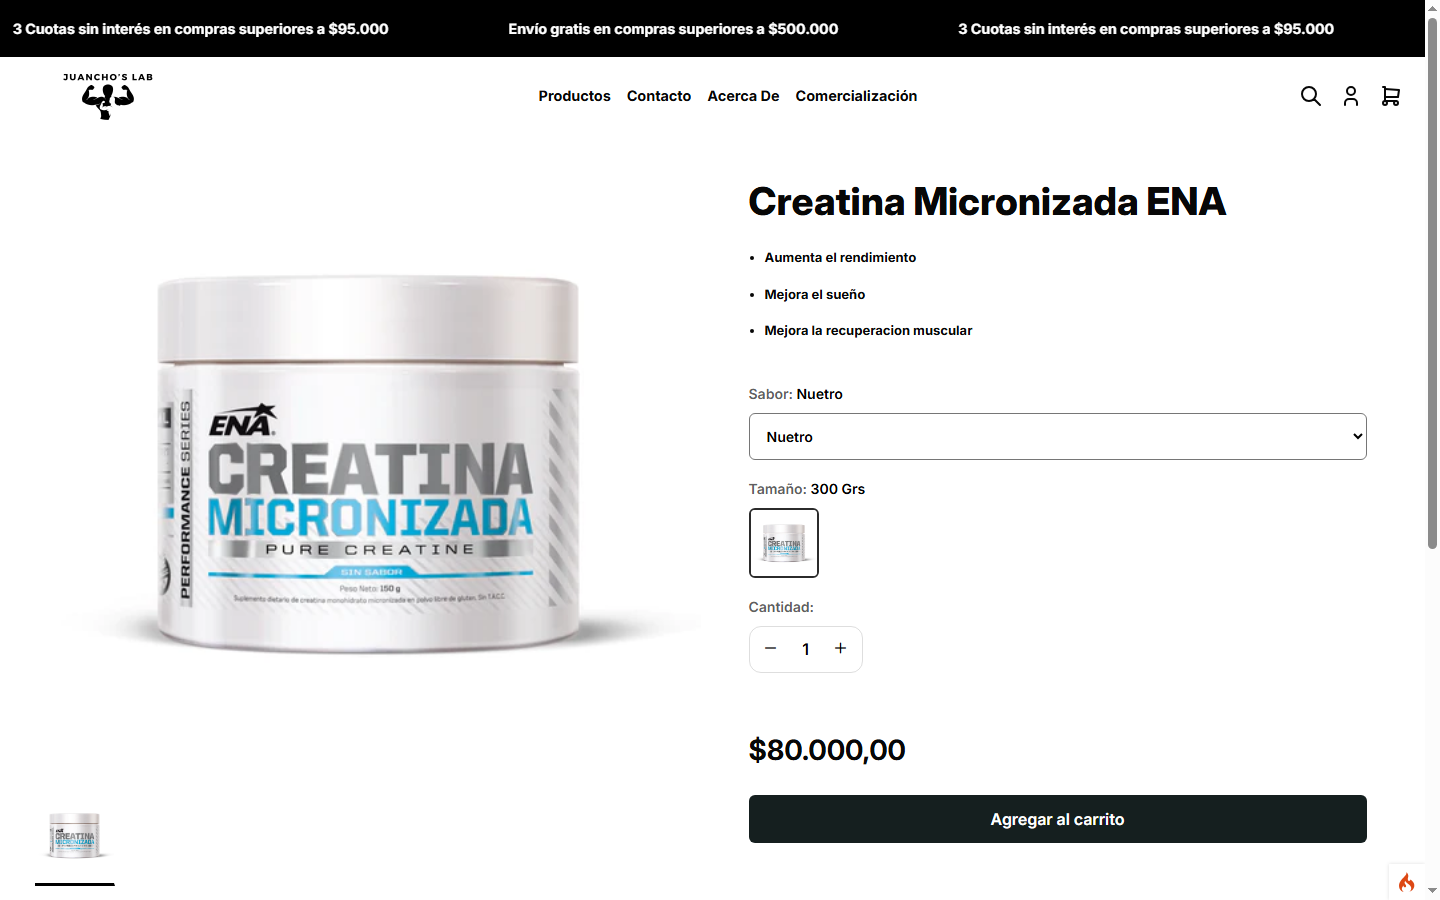 3 Cuotas sin interés en compras superiores a $95.000
Envío gratis en compras superiores a $500.000
3 Cuotas sin interés en compras superiores a $95.000
JUANCHO'S LAB
Productos
Contacto
Acerca De
Comercialización
Creatina Micronizada ENA
• Aumenta el rendimiento
• Mejora el sueño
• Mejora la recuperacion muscular
PERFORMANCE SERIES
ENA
CREATINA
MICRONIZADA
PURE CREATINE
SIN SABOR
Peso Neto: 150 g
Suplemento dietario de creatina monohidrato micronizada en polvo libre de gluten. Sin T.A.C.C.
Sabor: Nuetro
Nuetro
Tamaño: 300 Grs
CREATINA
MICRONIZADA
Cantidad:
1
$80.000,00
Agregar al carrito
CREATINA
MICRONIZADA